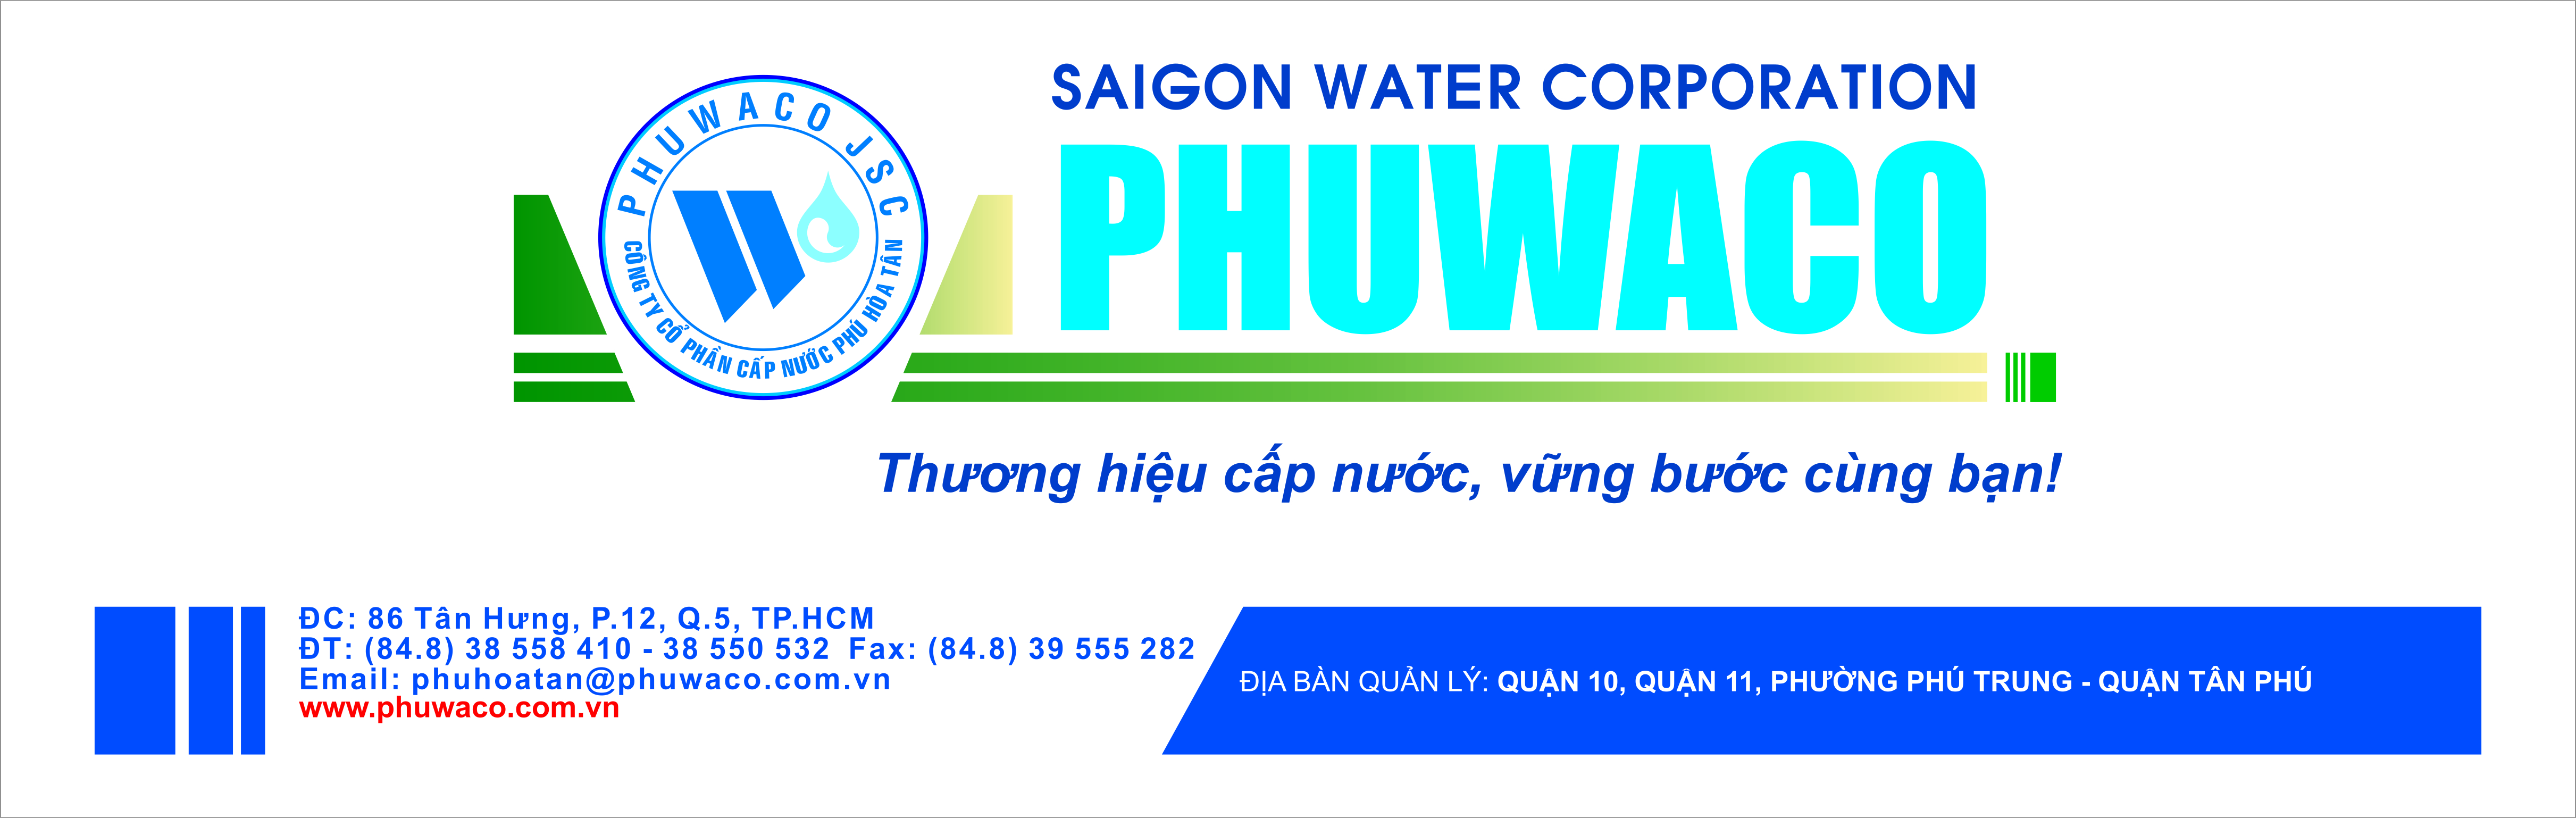 PHUWACO JSC
CÔNG TY CỔ PHẦN CẤP NƯỚC PHÚ HÒA TÂN
SAIGON WATER CORPORATION
PHUWACO
Thương hiệu cấp nước, vững bước cùng bạn!
ĐC: 86 Tân Hưng, P.12, Q.5, TP.HCM
ĐT: (84.8) 38 558 410 - 38 550 532 Fax: (84.8) 39 555 282
Email: phuhoatan@phuwaco.com.vn
www.phuwaco.com.vn
ĐỊA BÀN QUẢN LÝ: QUẬN 10, QUẬN 11, PHƯỜNG PHÚ TRUNG - QUẬN TÂN PHÚ